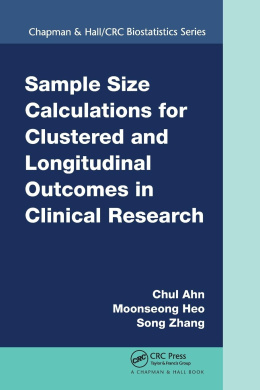 Chapman & Hall/CRC Biostatistics Series
Sample Size
Calculations for
Clustered and
Longitudinal
Outcomes in
Clinical Research
Chul Ahn
Moonseong Heo
Song Zhang
CRC
CRC Press
Taylor & Francis Group
A CHAPMAN & HALL BOOK